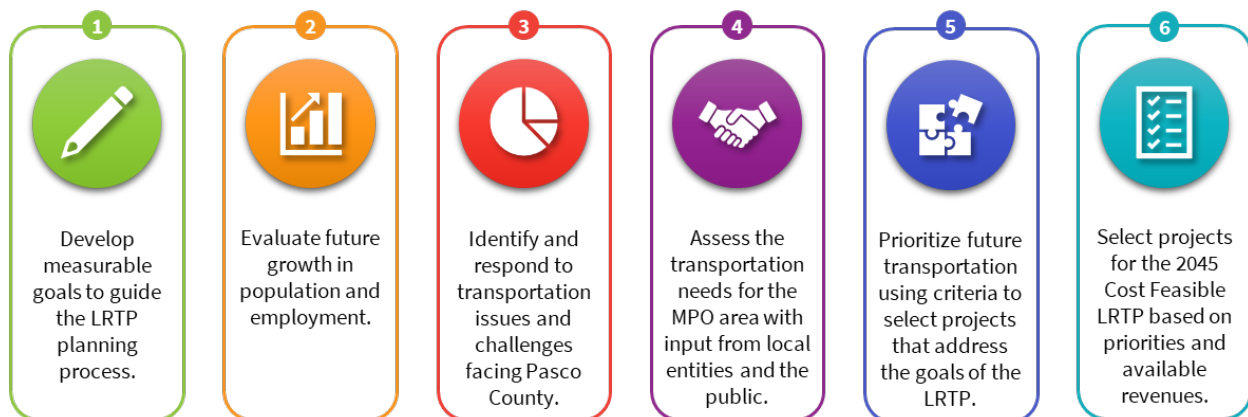 1
Develop
measurable
goals to guide
the LRTP
planning
process.
2
Evaluate future
growth in
population and
employment.
3
Identify and
respond to
transportation
issues and
challenges
facing Pasco
County.
4
Assess the
transportation
needs for the
MPO area with
input from local
entities and the
public.
5
Prioritize future
transportation
using criteria to
select projects
that address
the goals of the
LRTP.
6
Select projects
for the 2045
Cost Feasible
LRTP based on
priorities and
available
revenues.